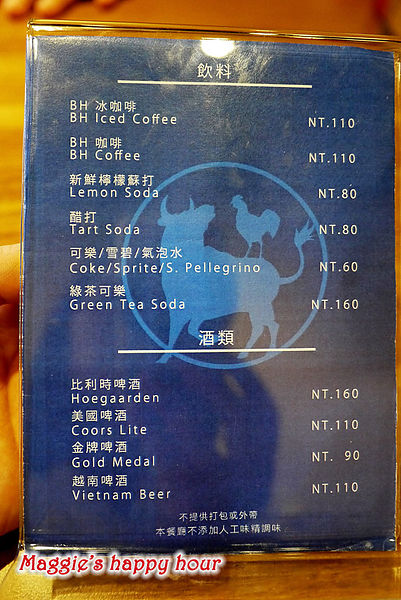 飲料
BH 冰咖啡
BH Iced Coffee NT.110
BH 咖啡
BH Coffee NT.110
新鮮檸檬蘇打
Lemon Soda NT.80
醋打
Tart Soda NT.80
可樂/雪碧/氣泡水
Coke/Sprite/S. Pellegrino NT.60
綠茶可樂
Green Tea Soda NT.160
酒類
比利時啤酒
Hoegaarden NT.160
美國啤酒
Coors Lite NT.110
金牌啤酒
Gold Medal NT. 90
越南啤酒
Vietnam Beer NT.110
不提供打包或外帶
本餐廳不添加人工味精調味
Maggie's happy hour